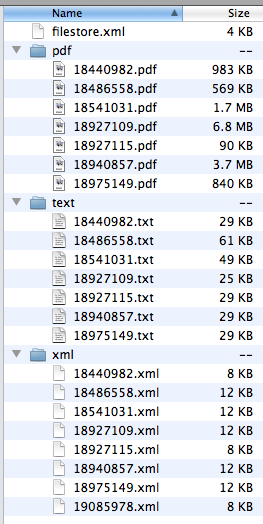 Name Size
filestore.xml 4 KB
pdf --
18440982.pdf 983 KB
18486558.pdf 569 KB
18541031.pdf 1.7 MB
18927109.pdf 6.8 MB
18927115.pdf 90 KB
18940857.pdf 3.7 MB
18975149.pdf 840 KB
text --
18440982.txt 29 KB
18486558.txt 61 KB
18541031.txt 49 KB
18927109.txt 25 KB
18927115.txt 29 KB
18940857.txt 29 KB
18975149.txt 29 KB
xml --
18440982.xml 8 KB
18486558.xml 12 KB
18541031.xml 12 KB
18927109.xml 12 KB
18927115.xml 8 KB
18940857.xml 12 KB
18975149.xml 12 KB
19085978.xml 8 KB